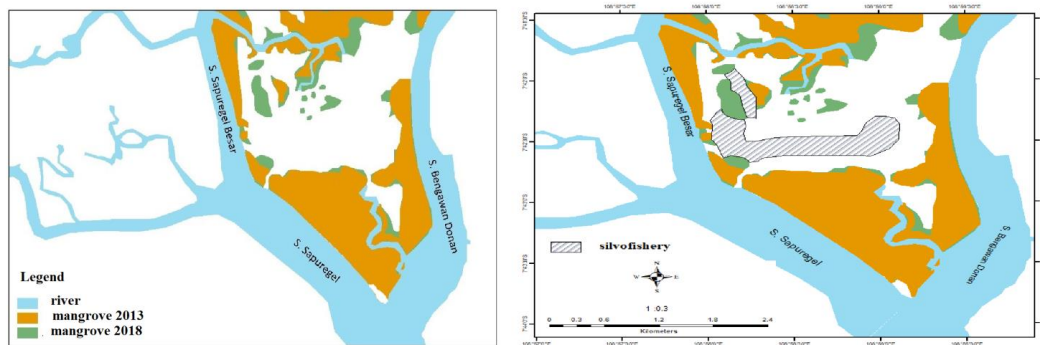 S. Sapuregel Besar
S. Bengawan Donan
S. Sapuregel
Legend
river
mangrove 2013
mangrove 2018
S. Sapuregel Besar
S. Sapuregel
S. Bengawan Donan
silvofishery
N
W E
S
1 :0.3
0 0.3 0.6 1.2 1.8 2.4
Kilometers